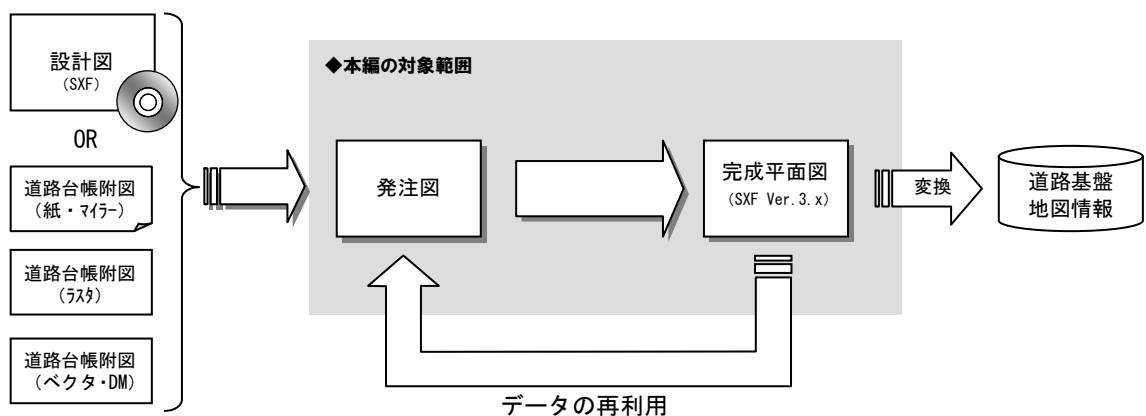 設計図
(SXF)
OR
道路台帳附図
(紙・ﾏｲﾗｰ)
道路台帳附図
(ﾗｽﾀ)
道路台帳附図
(ベクタ・DM)
◆本編の対象範囲
発注図
完成平面図
(SXF Ver.3.x)
変換
道路基盤
地図情報
データの再利用